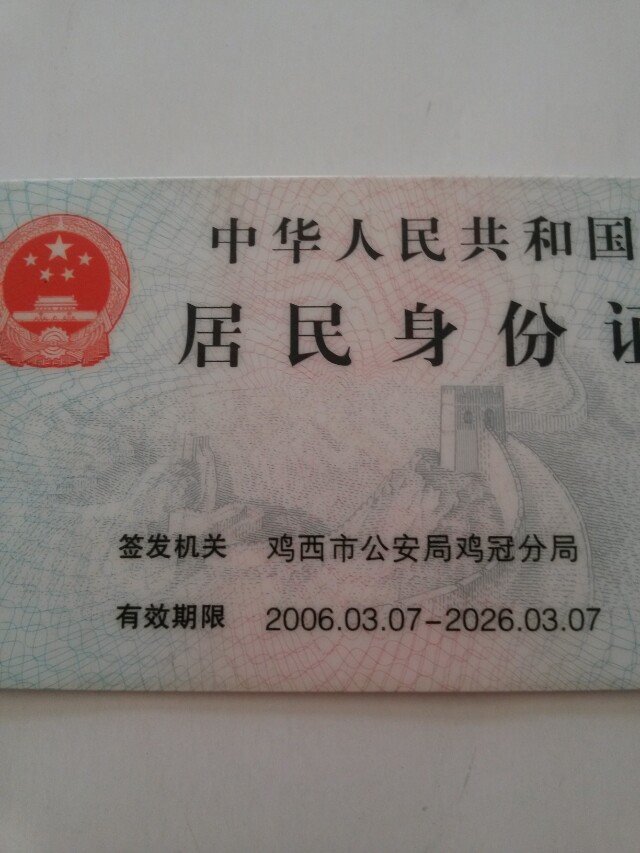 中华人民共和国
居民身份证
签发机关 鸡西市公安局鸡冠分局
有效期限 2006.03.07-2026.03.07